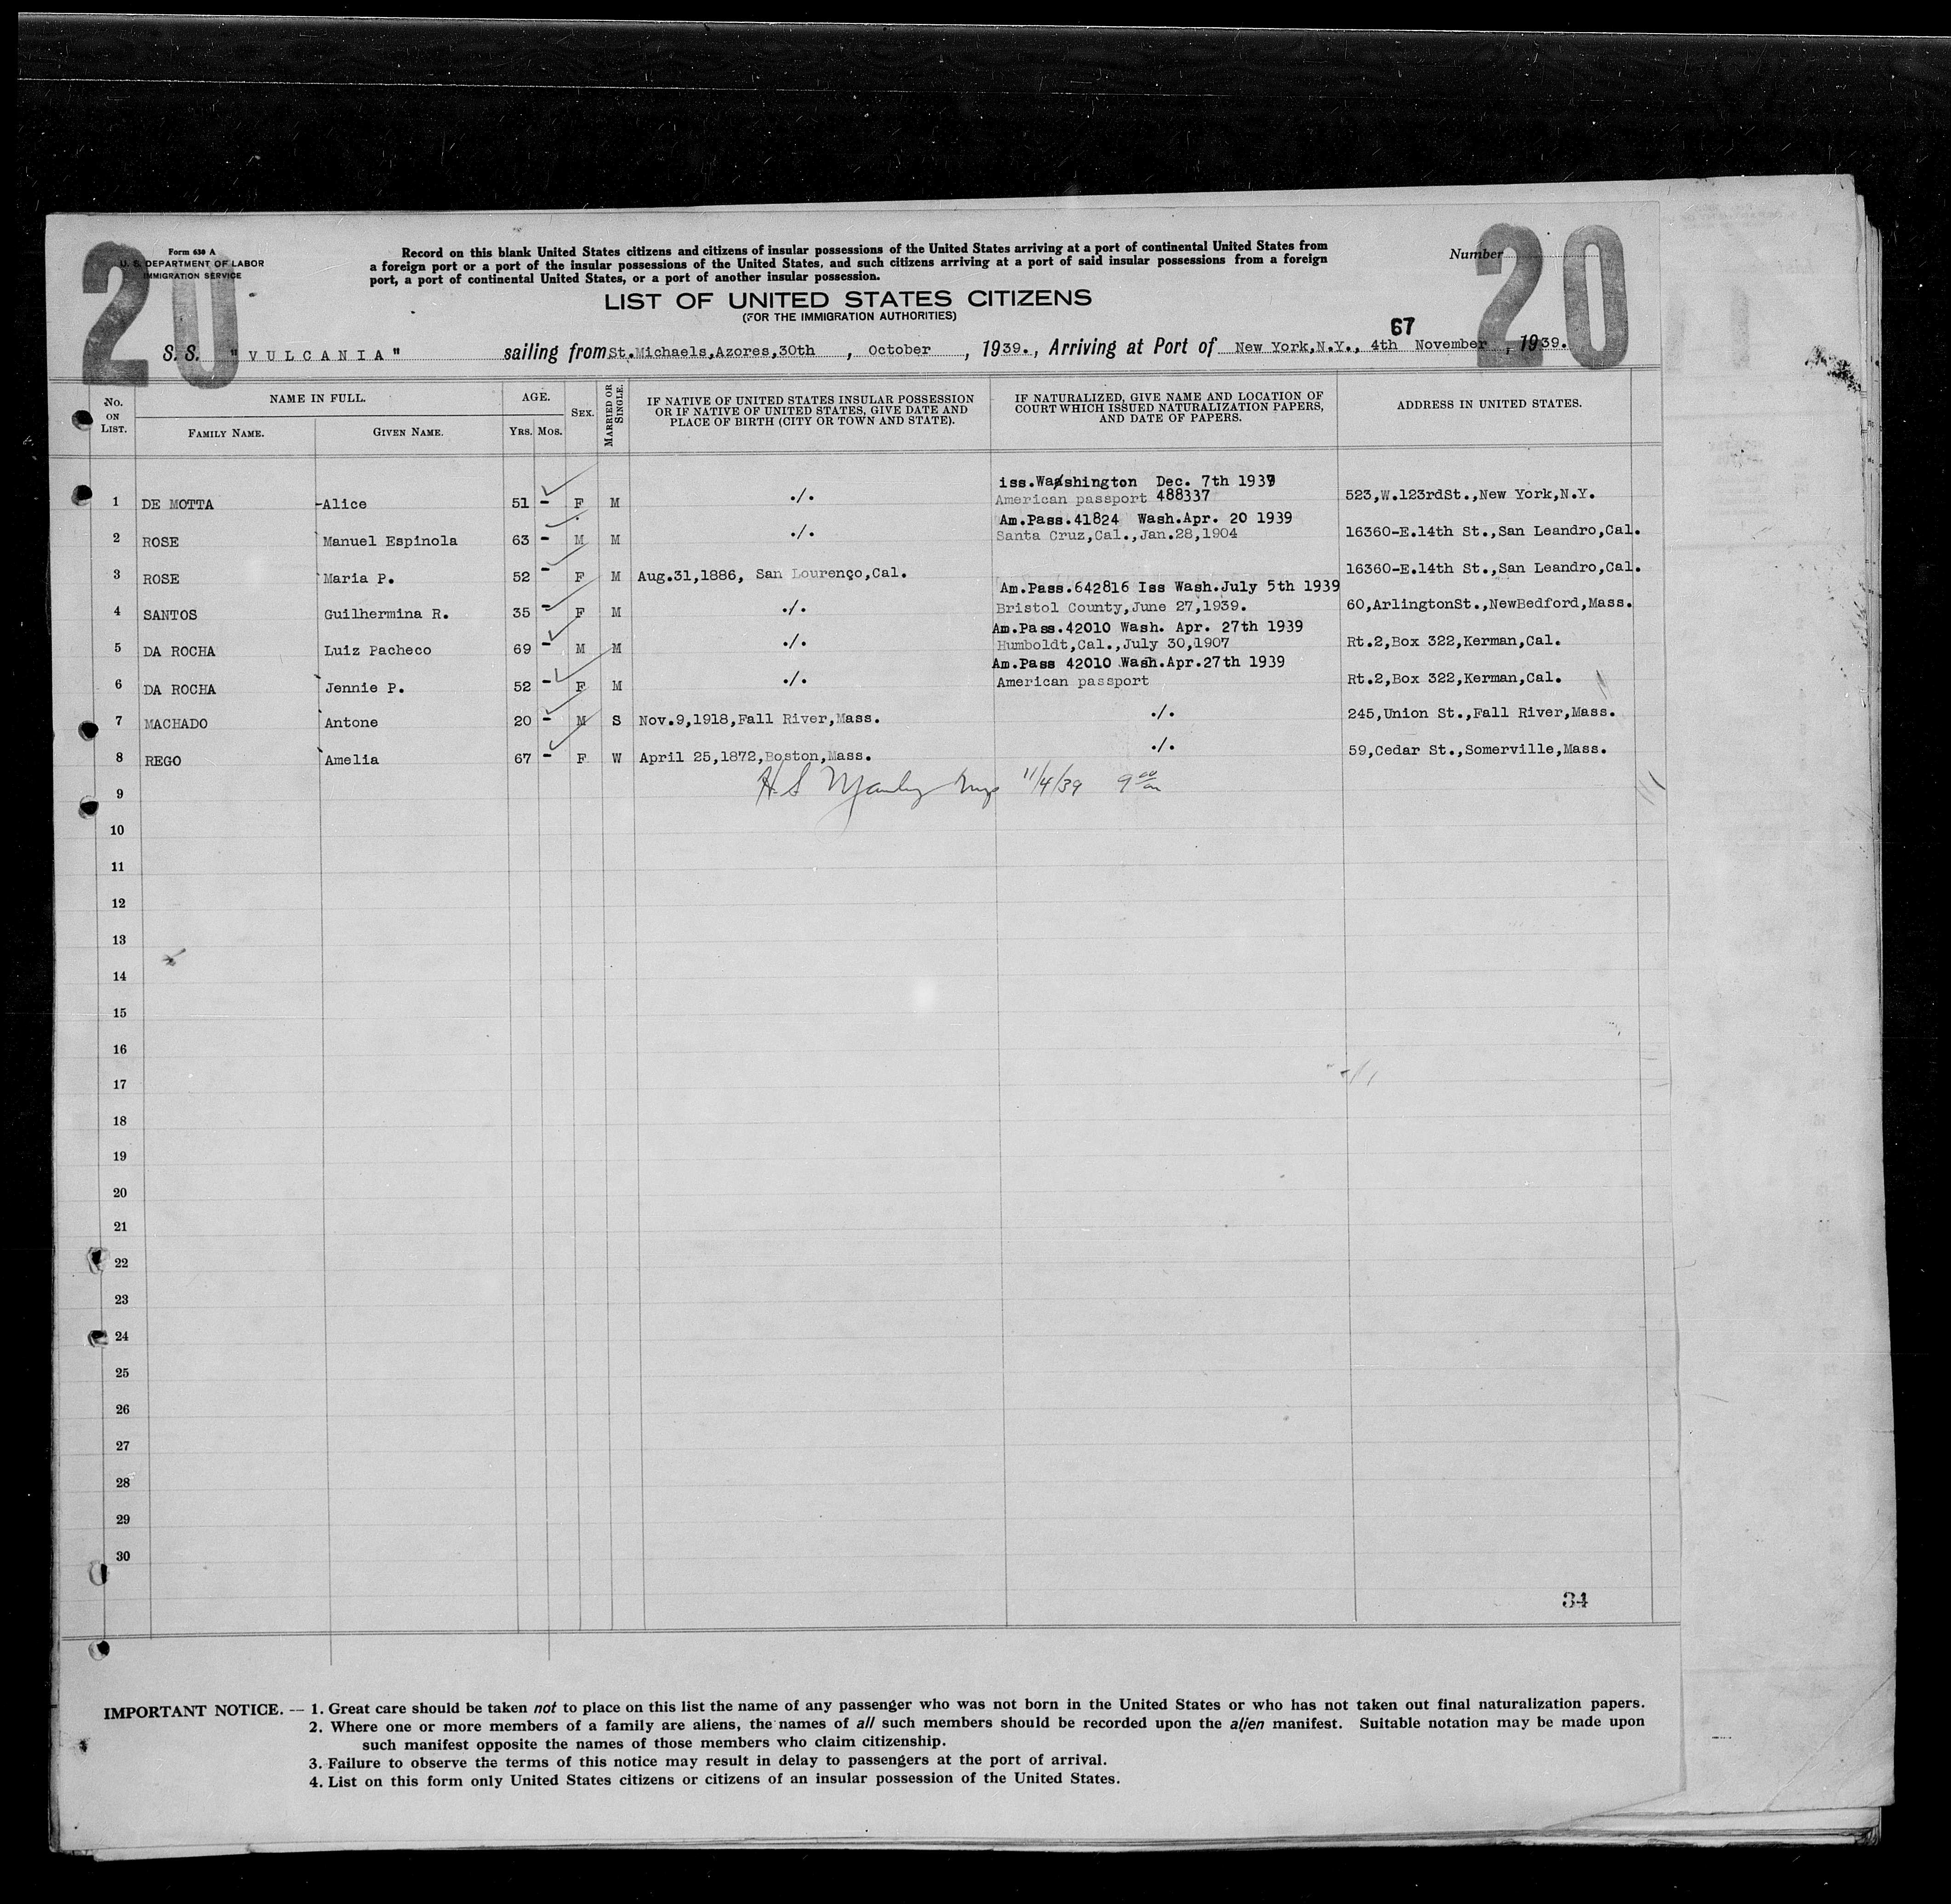 20
Form 630 A
U. S. DEPARTMENT OF LABOR
IMMIGRATION SERVICE
Record on this blank United States citizens and citizens of insular possessions of the United States arriving at a port of continental United States from
a foreign port or a port of the insular possessions of the United States, and such citizens arriving at a port of said insular possessions from a foreign
port, a port of continental United States, or a port of another insular possession.
Number
20
LIST OF UNITED STATES CITIZENS
(FOR THE IMMIGRATION AUTHORITIES)
67
S. S. "VULCANIA" sailing from St.Michaels,Azores,30th, October, 1939., Arriving at Port of New York,N.Y., 4th November, 1939.
No. ON LIST.
NAME IN FULL.
FAMILY NAME.
GIVEN NAME.
AGE.
YRS. MOS.
SEX.
MARRIED OR SINGLE.
IF NATIVE OF UNITED STATES INSULAR POSSESSION
OR IF NATIVE OF UNITED STATES, GIVE DATE AND
PLACE OF BIRTH (CITY OR TOWN AND STATE).
IF NATURALIZED, GIVE NAME AND LOCATION OF
COURT WHICH ISSUED NATURALIZATION PAPERS,
AND DATE OF PAPERS.
ADDRESS IN UNITED STATES.
iss.Washington Dec. 7th 1937
1 DE MOTTA -Alice 51 - F M ./. American passport 488337 523,W.123rdSt.,New York,N.Y.
Am.Pass.41824 Wash.Apr. 20 1939
2 ROSE Manuel Espinola 63 - M M ./. Santa Cruz,Cal.,Jan.28,1904 16360-E.14th St.,San Leandro,Cal.
3 ROSE Maria P. 52 - F M Aug.31,1886, San Lourenço,Cal. 16360-E.14th St.,San Leandro,Cal.
Am.Pass.642816 Iss Wash.July 5th 1939
4 SANTOS Guilhermina R. 35 - F M ./. Bristol County,June 27,1939. 60,ArlingtonSt.,NewBedford,Mass.
Am.Pass.42010 Wash. Apr. 27th 1939
5 DA ROCHA Luiz Pacheco 69 - M M ./. Humboldt,Cal.,July 30,1907 Rt.2,Box 322,Kerman,Cal.
Am.Pass 42010 Wash.Apr.27th 1939
6 DA ROCHA Jennie P. 52 - F M ./. American passport Rt.2,Box 322,Kerman,Cal.
7 MACHADO Antone 20 - M S Nov.9,1918,Fall River,Mass. ./. 245,Union St.,Fall River,Mass.
8 REGO Amelia 67 - F W April 25,1872,Boston,Mass. ./. 59,Cedar St.,Somerville,Mass.
9 H S 11/4/39 9 00
10
11
12
13
14
15
16
17
18
19
20
21
22
23
24
25
26
27
28
29
30
34
IMPORTANT NOTICE. — 1. Great care should be taken not to place on this list the name of any passenger who was not born in the United States or who has not taken out final naturalization papers.
2. Where one or more members of a family are aliens, the names of all such members should be recorded upon the alien manifest. Suitable notation may be made upon
such manifest opposite the names of those members who claim citizenship.
3. Failure to observe the terms of this notice may result in delay to passengers at the port of arrival.
4. List on this form only United States citizens or citizens of an insular possession of the United States.